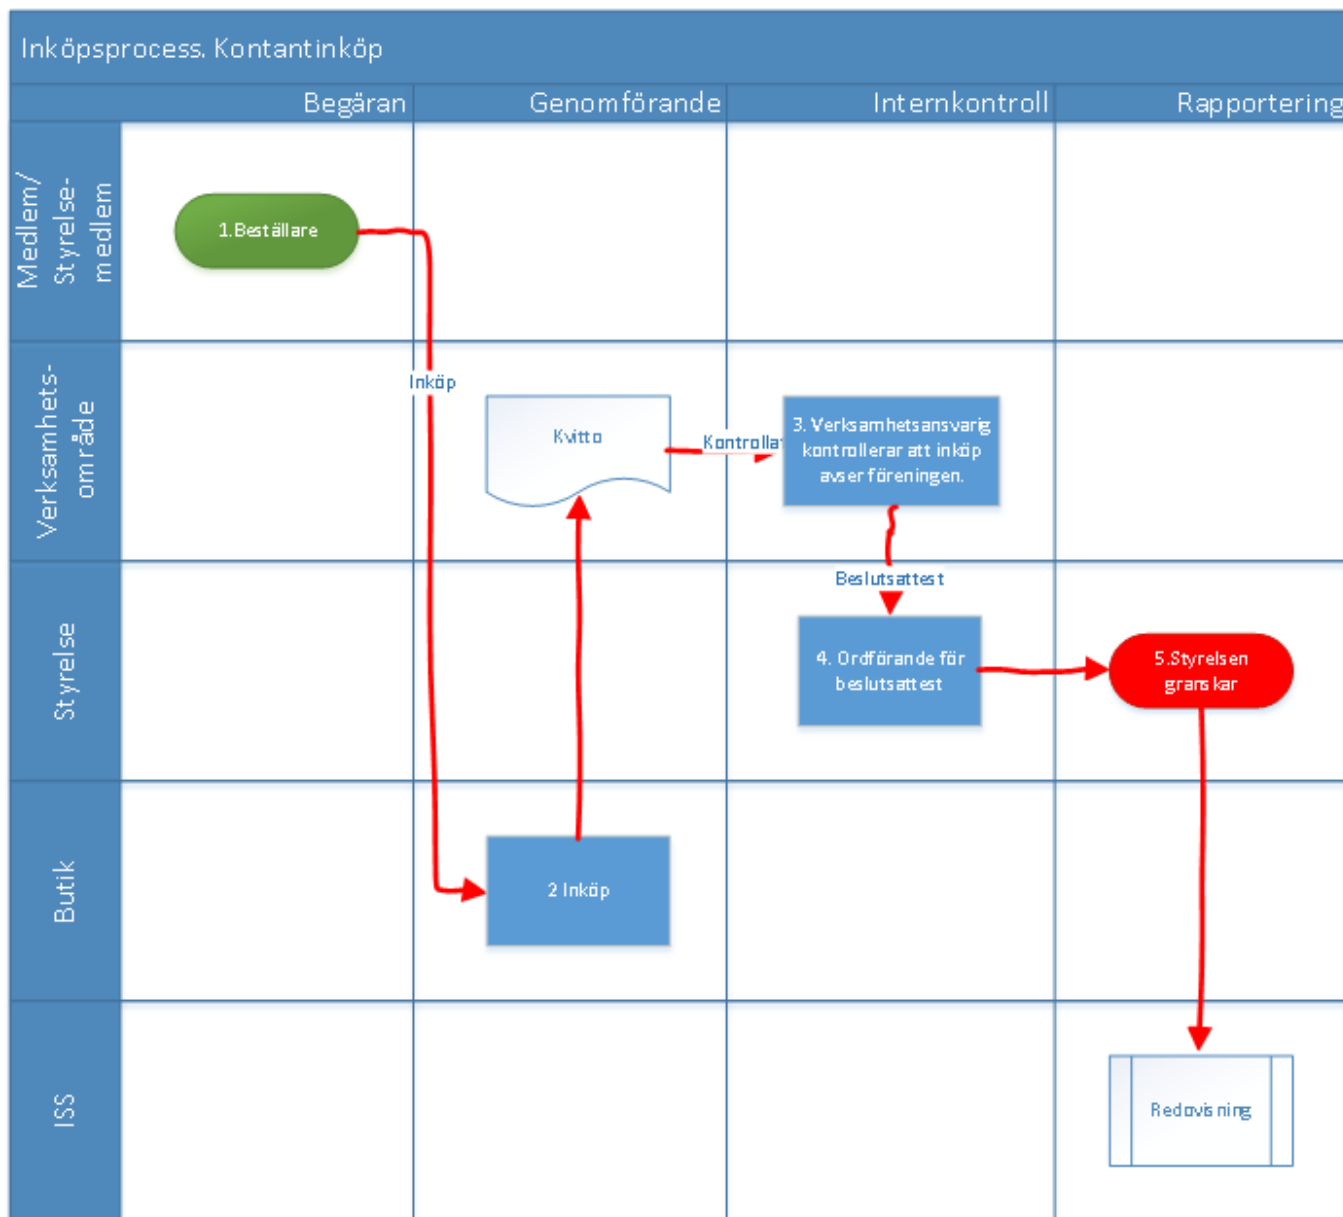 Inköpsprocess. Kontantinköp
Begäran
Genomförande
Internkontroll
Rapportering
Medlem/
Styrelse-
medlem
1.Beställare
Inköp
Verksamhets-
område
Kvitto
3. Verksamhetsansvarig
kontrollerar att inköp
avser föreningen.
Beslutsattest
Styrelse
4. Ordförande för
beslutsattest
5.Styrelsen
granskar
Butik
2 Inköp
ISS
Redovisning